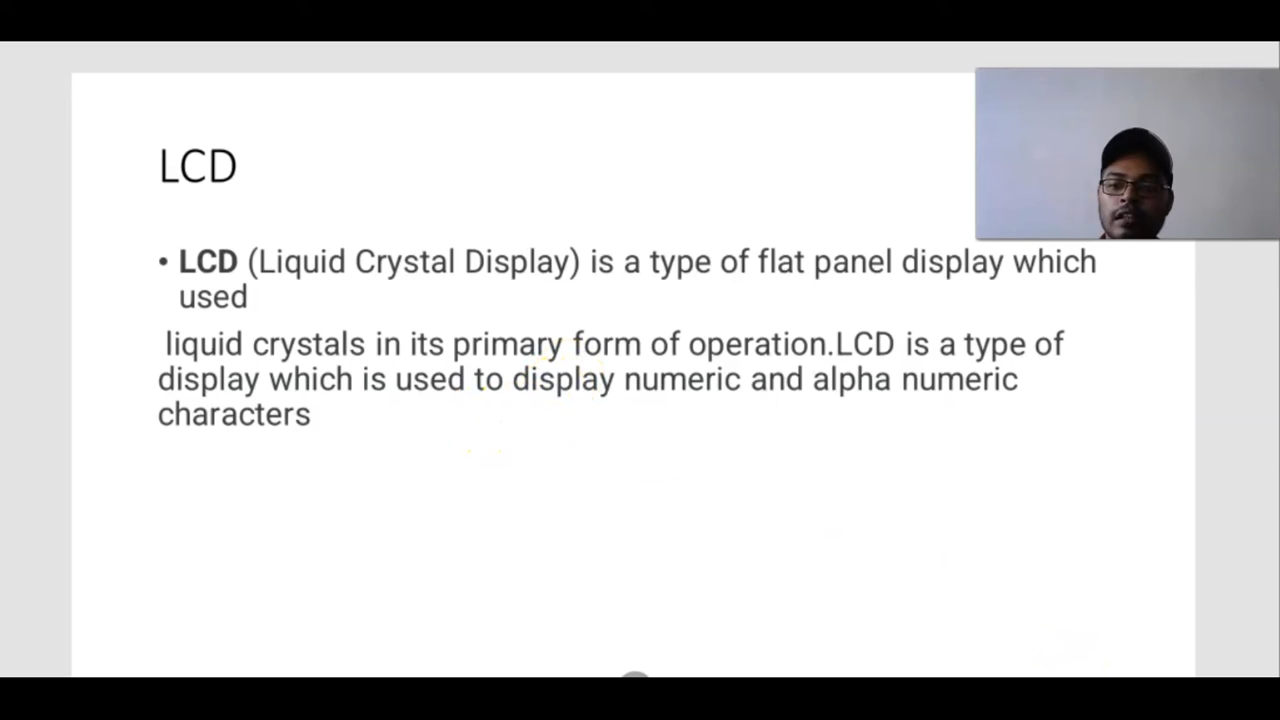 LCD
• LCD (Liquid Crystal Display) is a type of flat panel display which
used
liquid crystals in its primary form of operation.LCD is a type of
display which is used to display numeric and alpha numeric
characters